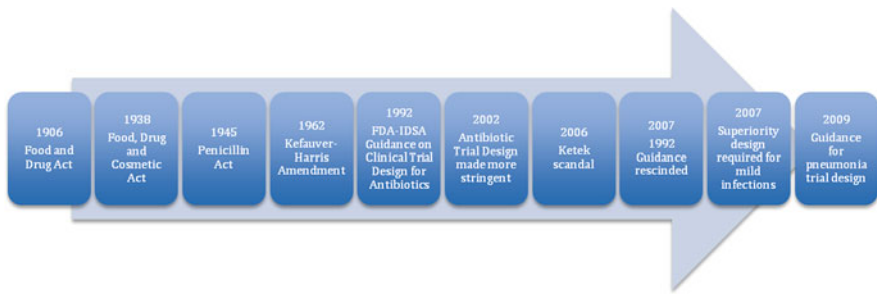 1906
Food and Drug Act
1938
Food, Drug
and
Cosmetic
Act
1945
Penicillin
Act
1962
Kefauver-
Harris
Amendment
1992
FDA-IDSA
Guidance on
Clinical Trial
Design for
Antibiotics
2002
Antibiotic
Trial Design
made more
stringent
2006
Ketek
scandal
2007
1992
Guidance
rescinded
2007
Superiority
design
required for
mild
infections
2009
Guidance
for
pneumonia
trial design